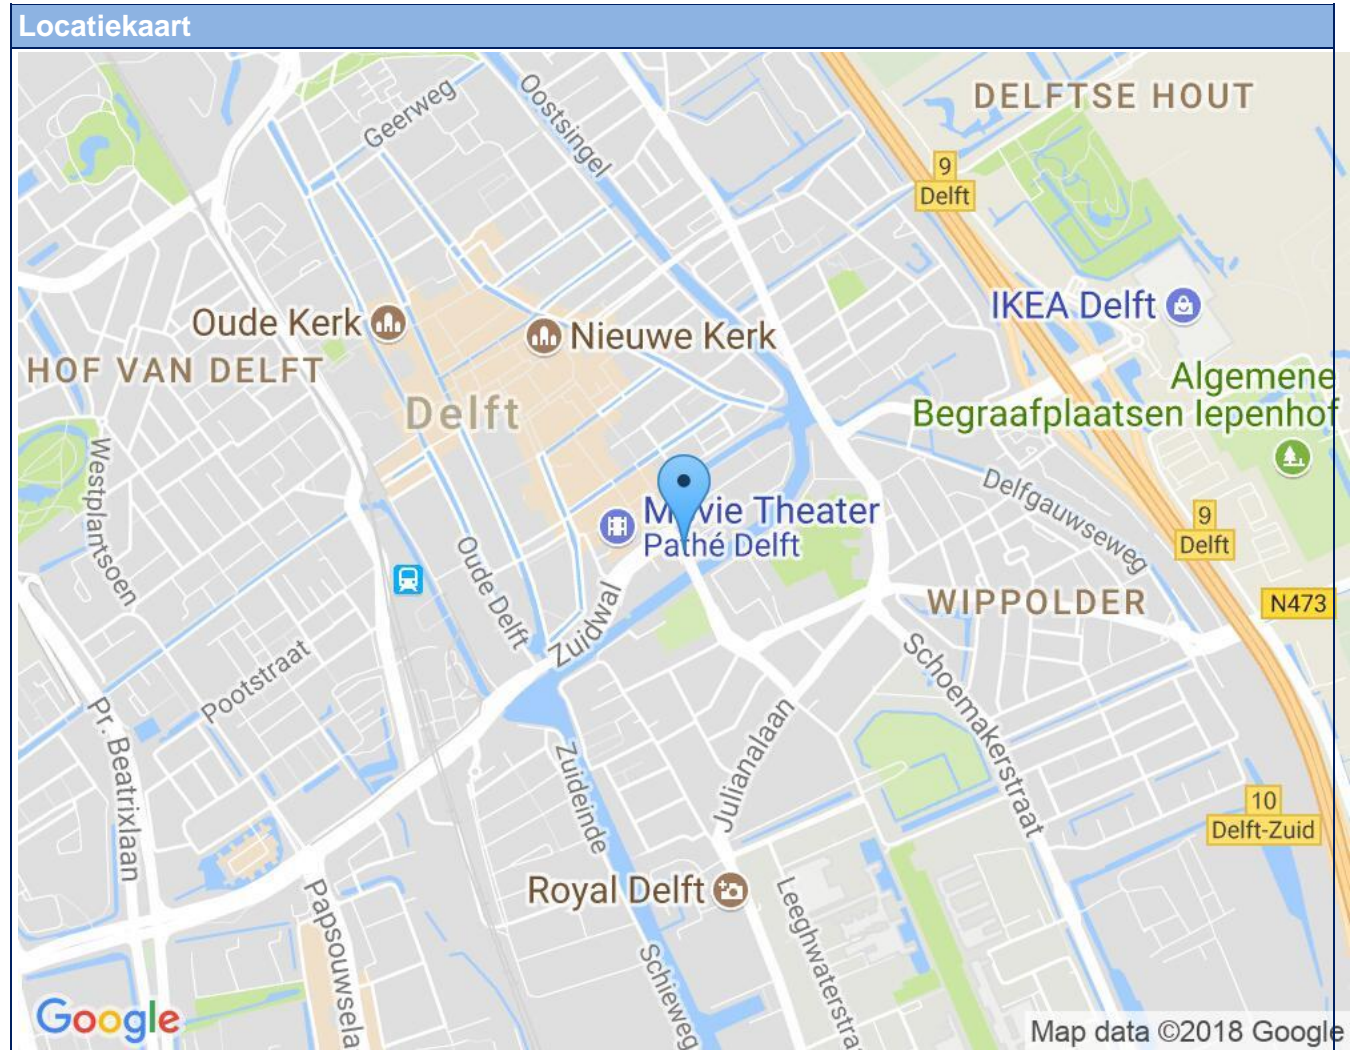 Locatiekaart
Geerweg
Oostsingel
DELFTSE HOUT
9
Delft
Oude Kerk
Nieuwe Kerk
IKEA Delft
HOF VAN DELFT
Delft
Algemene
Begraafplaatsen Iepenhof
Westplantsoen
Movie Theater
Pathé Delft
Delfgauwseweg
9
Delft
Oude Delft
Zuidwal
WIPPOLDER
N473
Pootstraat
Schoemakerstraat
Pr. Beatrixlaan
Zuideinde
Julianalaan
10
Delft-Zuid
Royal Delft
Papsouwsela
Leeghwaterstra
Schieweg
Google
Map data ©2018 Google